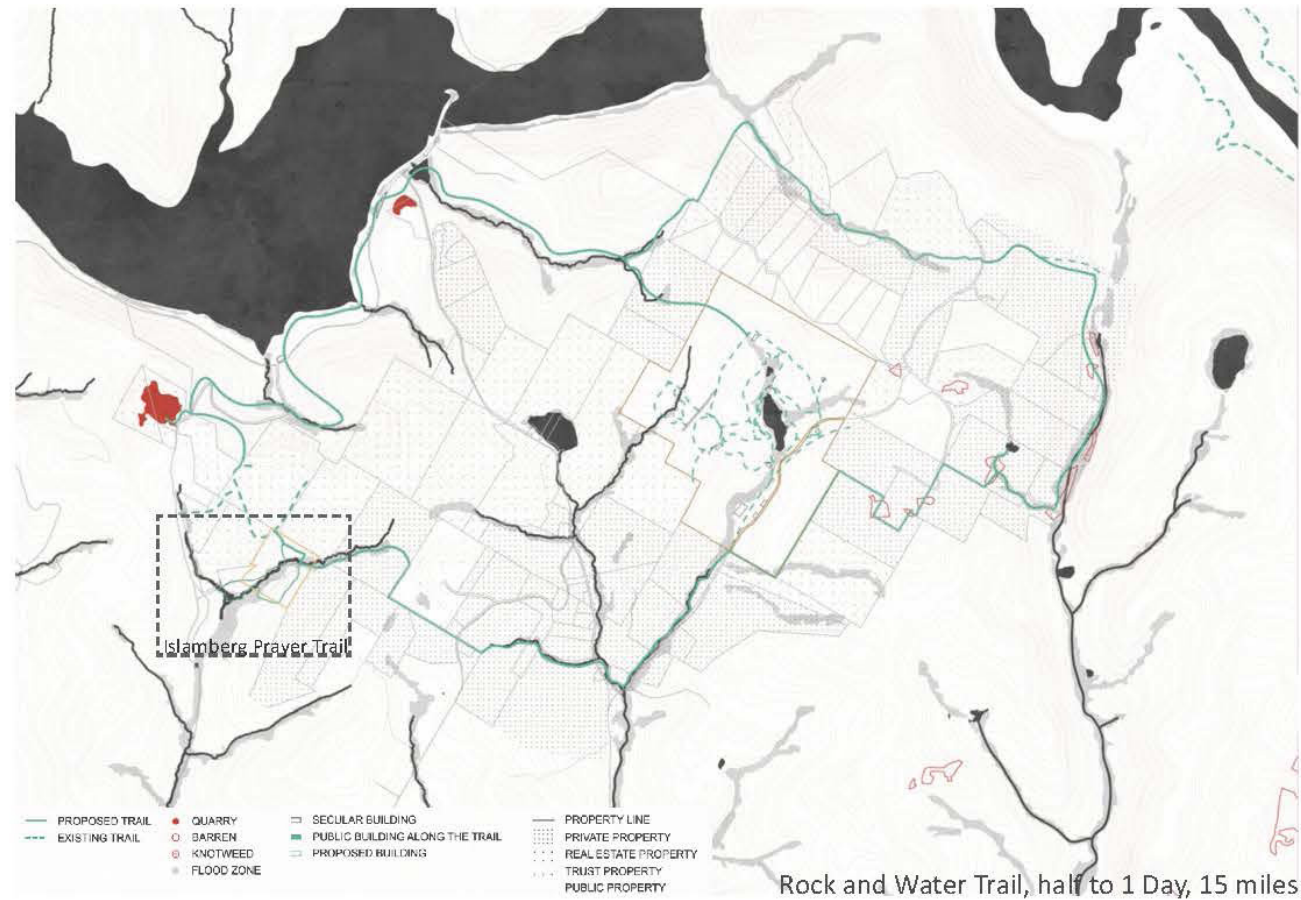 Islamberg Prayer Trail
PROPOSED TRAIL
EXISTING TRAIL
QUARRY
BARREN
KNOTWEED
FLOOD ZONE
SECULAR BUILDING
PUBLIC BUILDING ALONG THE TRAIL
PROPOSED BUILDING
PROPERTY LINE
PRIVATE PROPERTY
REAL ESTATE PROPERTY
TRUST PROPERTY
PUBLIC PROPERTY
Rock and Water Trail, half to 1 Day, 15 miles